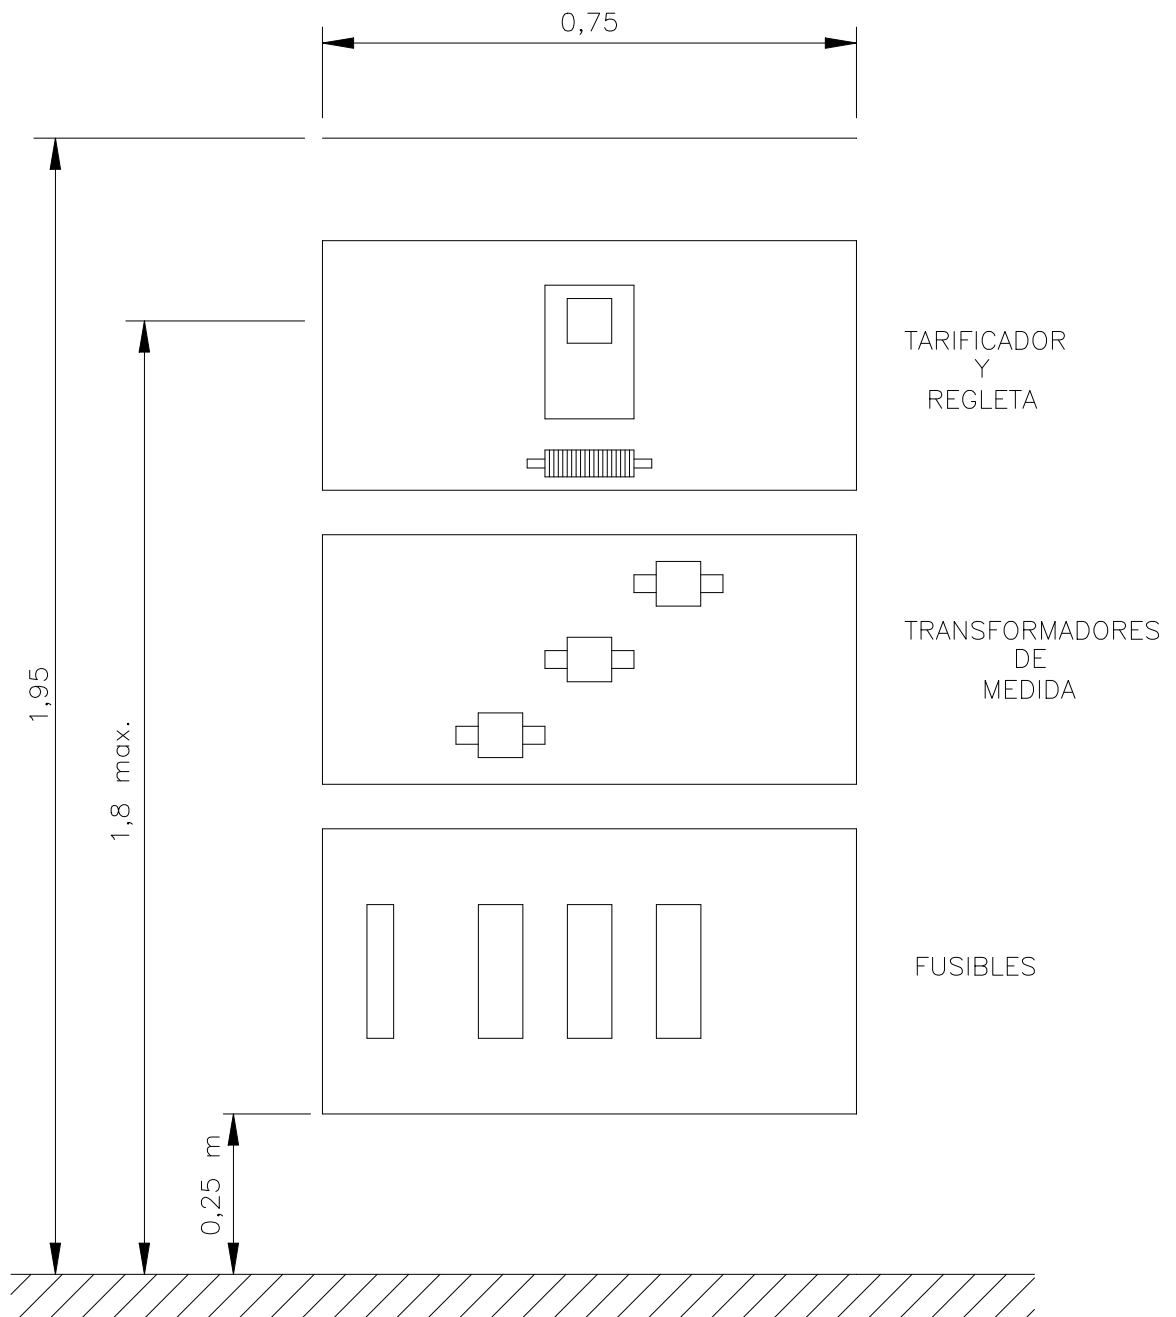 0,75
TARIFICADOR
Y
REGLETA
TRANSFORMADORES
DE
MEDIDA
1,95
1,8 max.
FUSIBLES
0,25 m